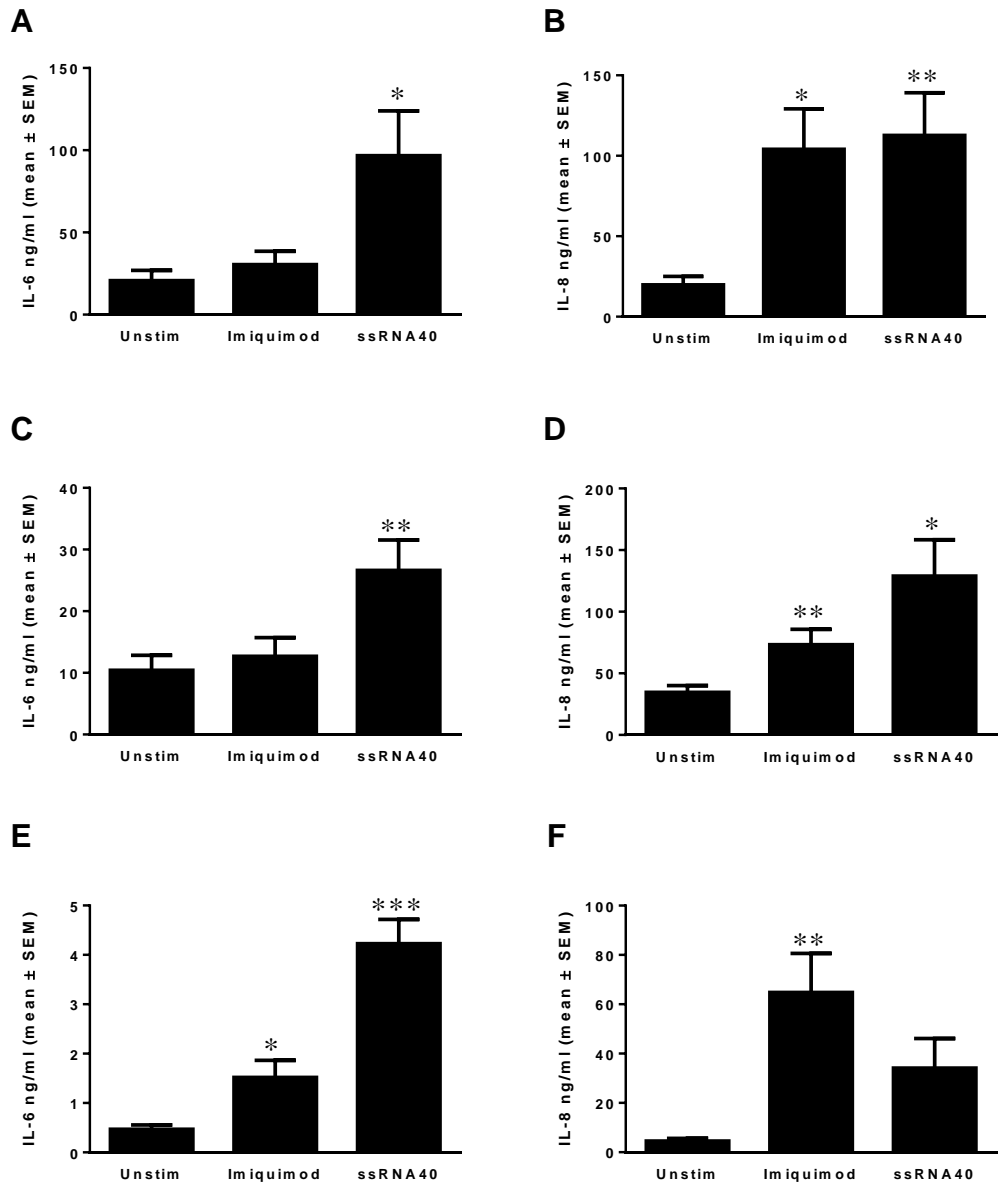 A
IL-6 ng/ml (mean ± SEM)
150
100
50
0
*
Unstim Imiquimod ssRNA40
B
IL-8 ng/ml (mean ± SEM)
150
100
50
0
*
**
Unstim Imiquimod ssRNA40
C
IL-6 ng/ml (mean ± SEM)
40
30
20
10
0
**
Unstim Imiquimod ssRNA40
D
IL-8 ng/ml (mean ± SEM)
200
150
100
50
0
**
*
Unstim Imiquimod ssRNA40
E
IL-6 ng/ml (mean ± SEM)
5
4
3
2
1
0
*
***
Unstim Imiquimod ssRNA40
F
IL-8 ng/ml (mean ± SEM)
100
80
60
40
20
0
**
Unstim Imiquimod ssRNA40